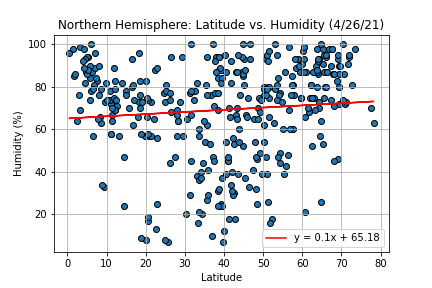 Northern Hemisphere: Latitude vs. Humidity (4/26/21)
100
80
60
40
20
Humidity (%)
y = 0.1x + 65.18
0 10 20 30 40 50 60 70 80
Latitude